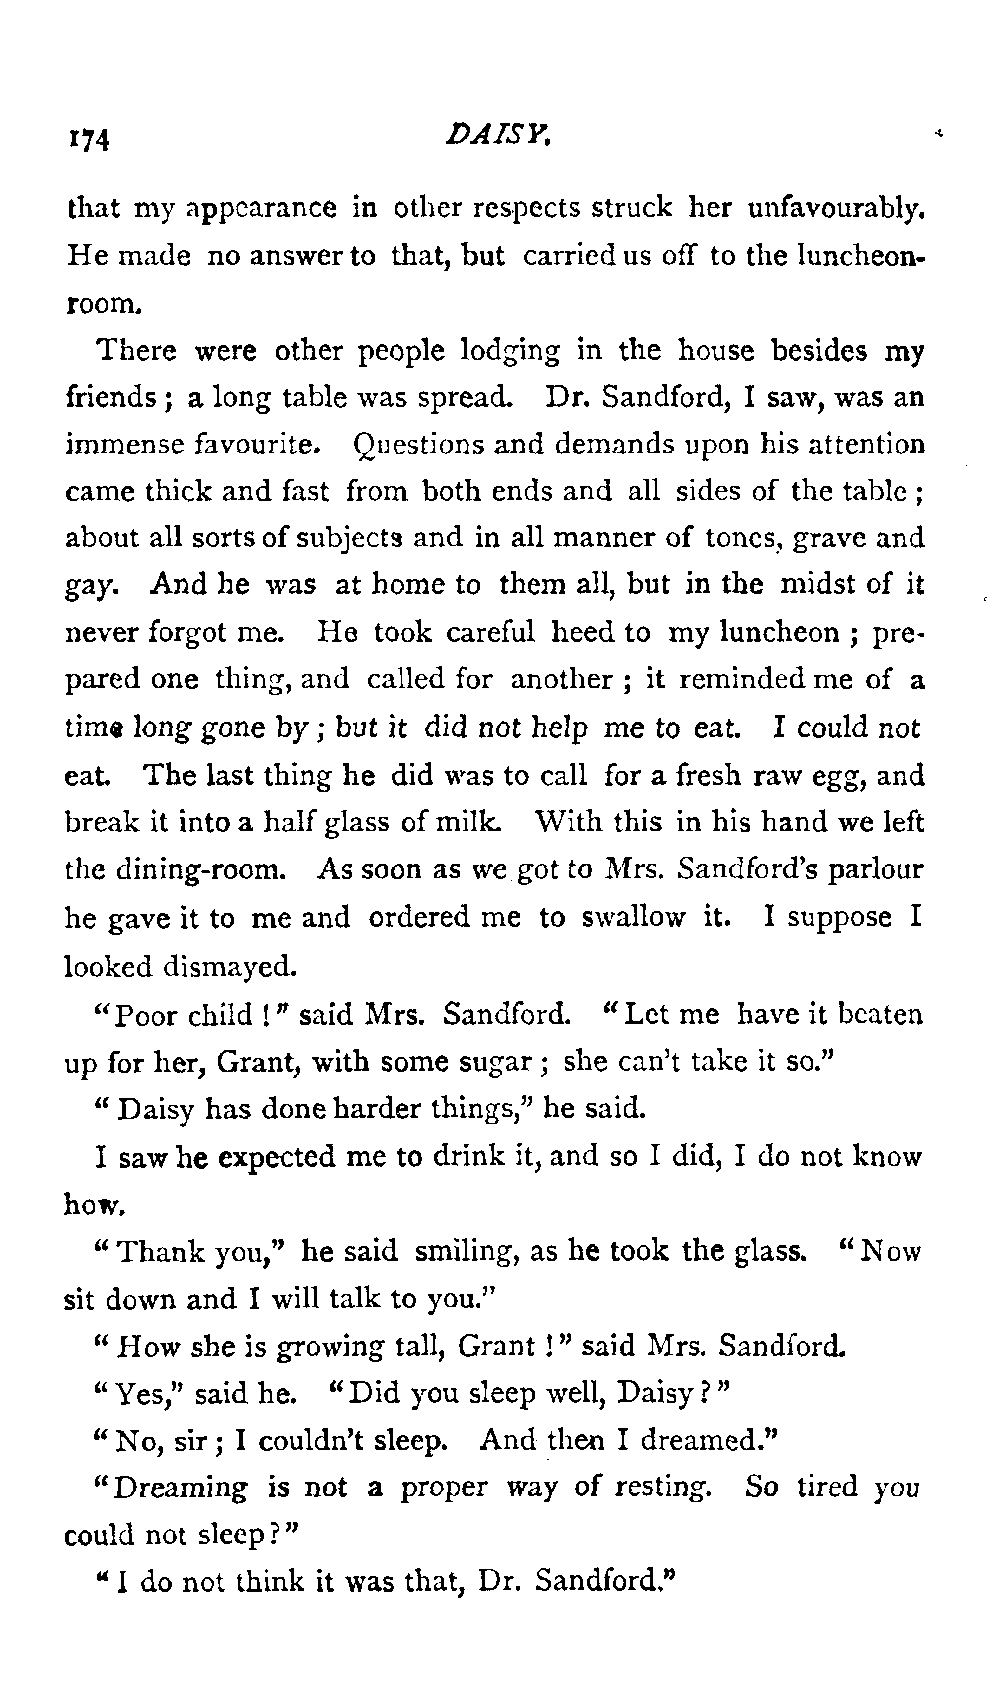 174 DAISY.
that my appearance in other respects struck her unfavourably.
He made no answer to that, but carried us off to the luncheon-
room.
There were other people lodging in the house besides my
friends ; a long table was spread. Dr. Sandford, I saw, was an
immense favourite. Questions and demands upon his attention
came thick and fast from both ends and all sides of the table ;
about all sorts of subjects and in all manner of tones, grave and
gay. And he was at home to them all, but in the midst of it
never forgot me. He took careful heed to my luncheon ; pre-
pared one thing, and called for another ; it reminded me of a
time long gone by ; but it did not help me to eat. I could not
eat. The last thing he did was to call for a fresh raw egg, and
break it into a half glass of milk. With this in his hand we left
the dining-room. As soon as we got to Mrs. Sandford's parlour
he gave it to me and ordered me to swallow it. I suppose I
looked dismayed.
"Poor child !" said Mrs. Sandford. "Let me have it beaten
up for her, Grant, with some sugar ; she can't take it so."
"Daisy has done harder things," he said.
I saw he expected me to drink it, and so I did, I do not know
how.
"Thank you," he said smiling, as he took the glass. "Now
sit down and I will talk to you."
"How she is growing tall, Grant !" said Mrs. Sandford.
"Yes," said he. "Did you sleep well, Daisy ?"
"No, sir ; I couldn't sleep. And then I dreamed."
"Dreaming is not a proper way of resting. So tired you
could not sleep ?"
"I do not think it was that, Dr. Sandford."